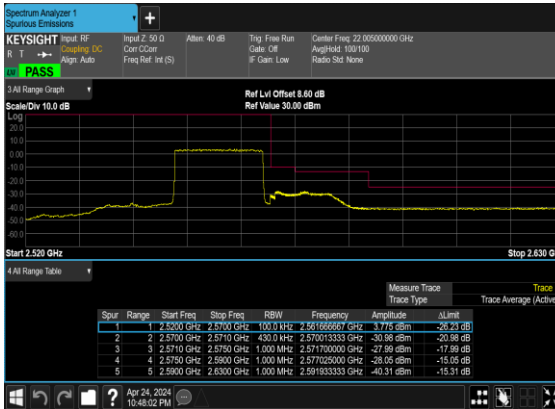 Spectrum Analyzer 1
Spurious Emissions
+
KEYSIGHT Input: RF Input Z: 50 Ω Atten: 40 dB Trig: Free Run Center Freq: 22.005000000 GHz
R T Coupling: DC Corr CCorr Gate: Off Avg|Hold: 100/100
Align: Auto Freq Ref: Int (S) IF Gain: Low Radio Std: None
PASS
3 All Range Graph
Ref Lvl Offset 8.60 dB
Scale/Div 10.0 dB Ref Value 30.00 dBm
Log
20.0
10.0
0.00
-10.0
-20.0
-30.0
-40.0
-50.0
-60.0
Start 2.520 GHz Stop 2.630 G
4 All Range Table
Measure Trace Trace
Trace Type Trace Average (Active
Spur Range Start Freq Stop Freq RBW Frequency Amplitude ΔLimit
1 1 2.5200 GHz 2.5700 GHz 100.0 kHz 2.561666667 GHz 3.775 dBm -26.23 dB
2 2 2.5700 GHz 2.5710 GHz 430.0 kHz 2.570013333 GHz -30.98 dBm -20.98 dB
3 3 2.5710 GHz 2.5750 GHz 1.000 MHz 2.571700000 GHz -27.99 dBm -17.99 dB
4 4 2.5750 GHz 2.5900 GHz 1.000 MHz 2.577025000 GHz -28.05 dBm -15.05 dB
5 5 2.5900 GHz 2.6300 GHz 1.000 MHz 2.591933333 GHz -40.31 dBm -15.31 dB
?
Apr 24, 2024
10:48:02 PM